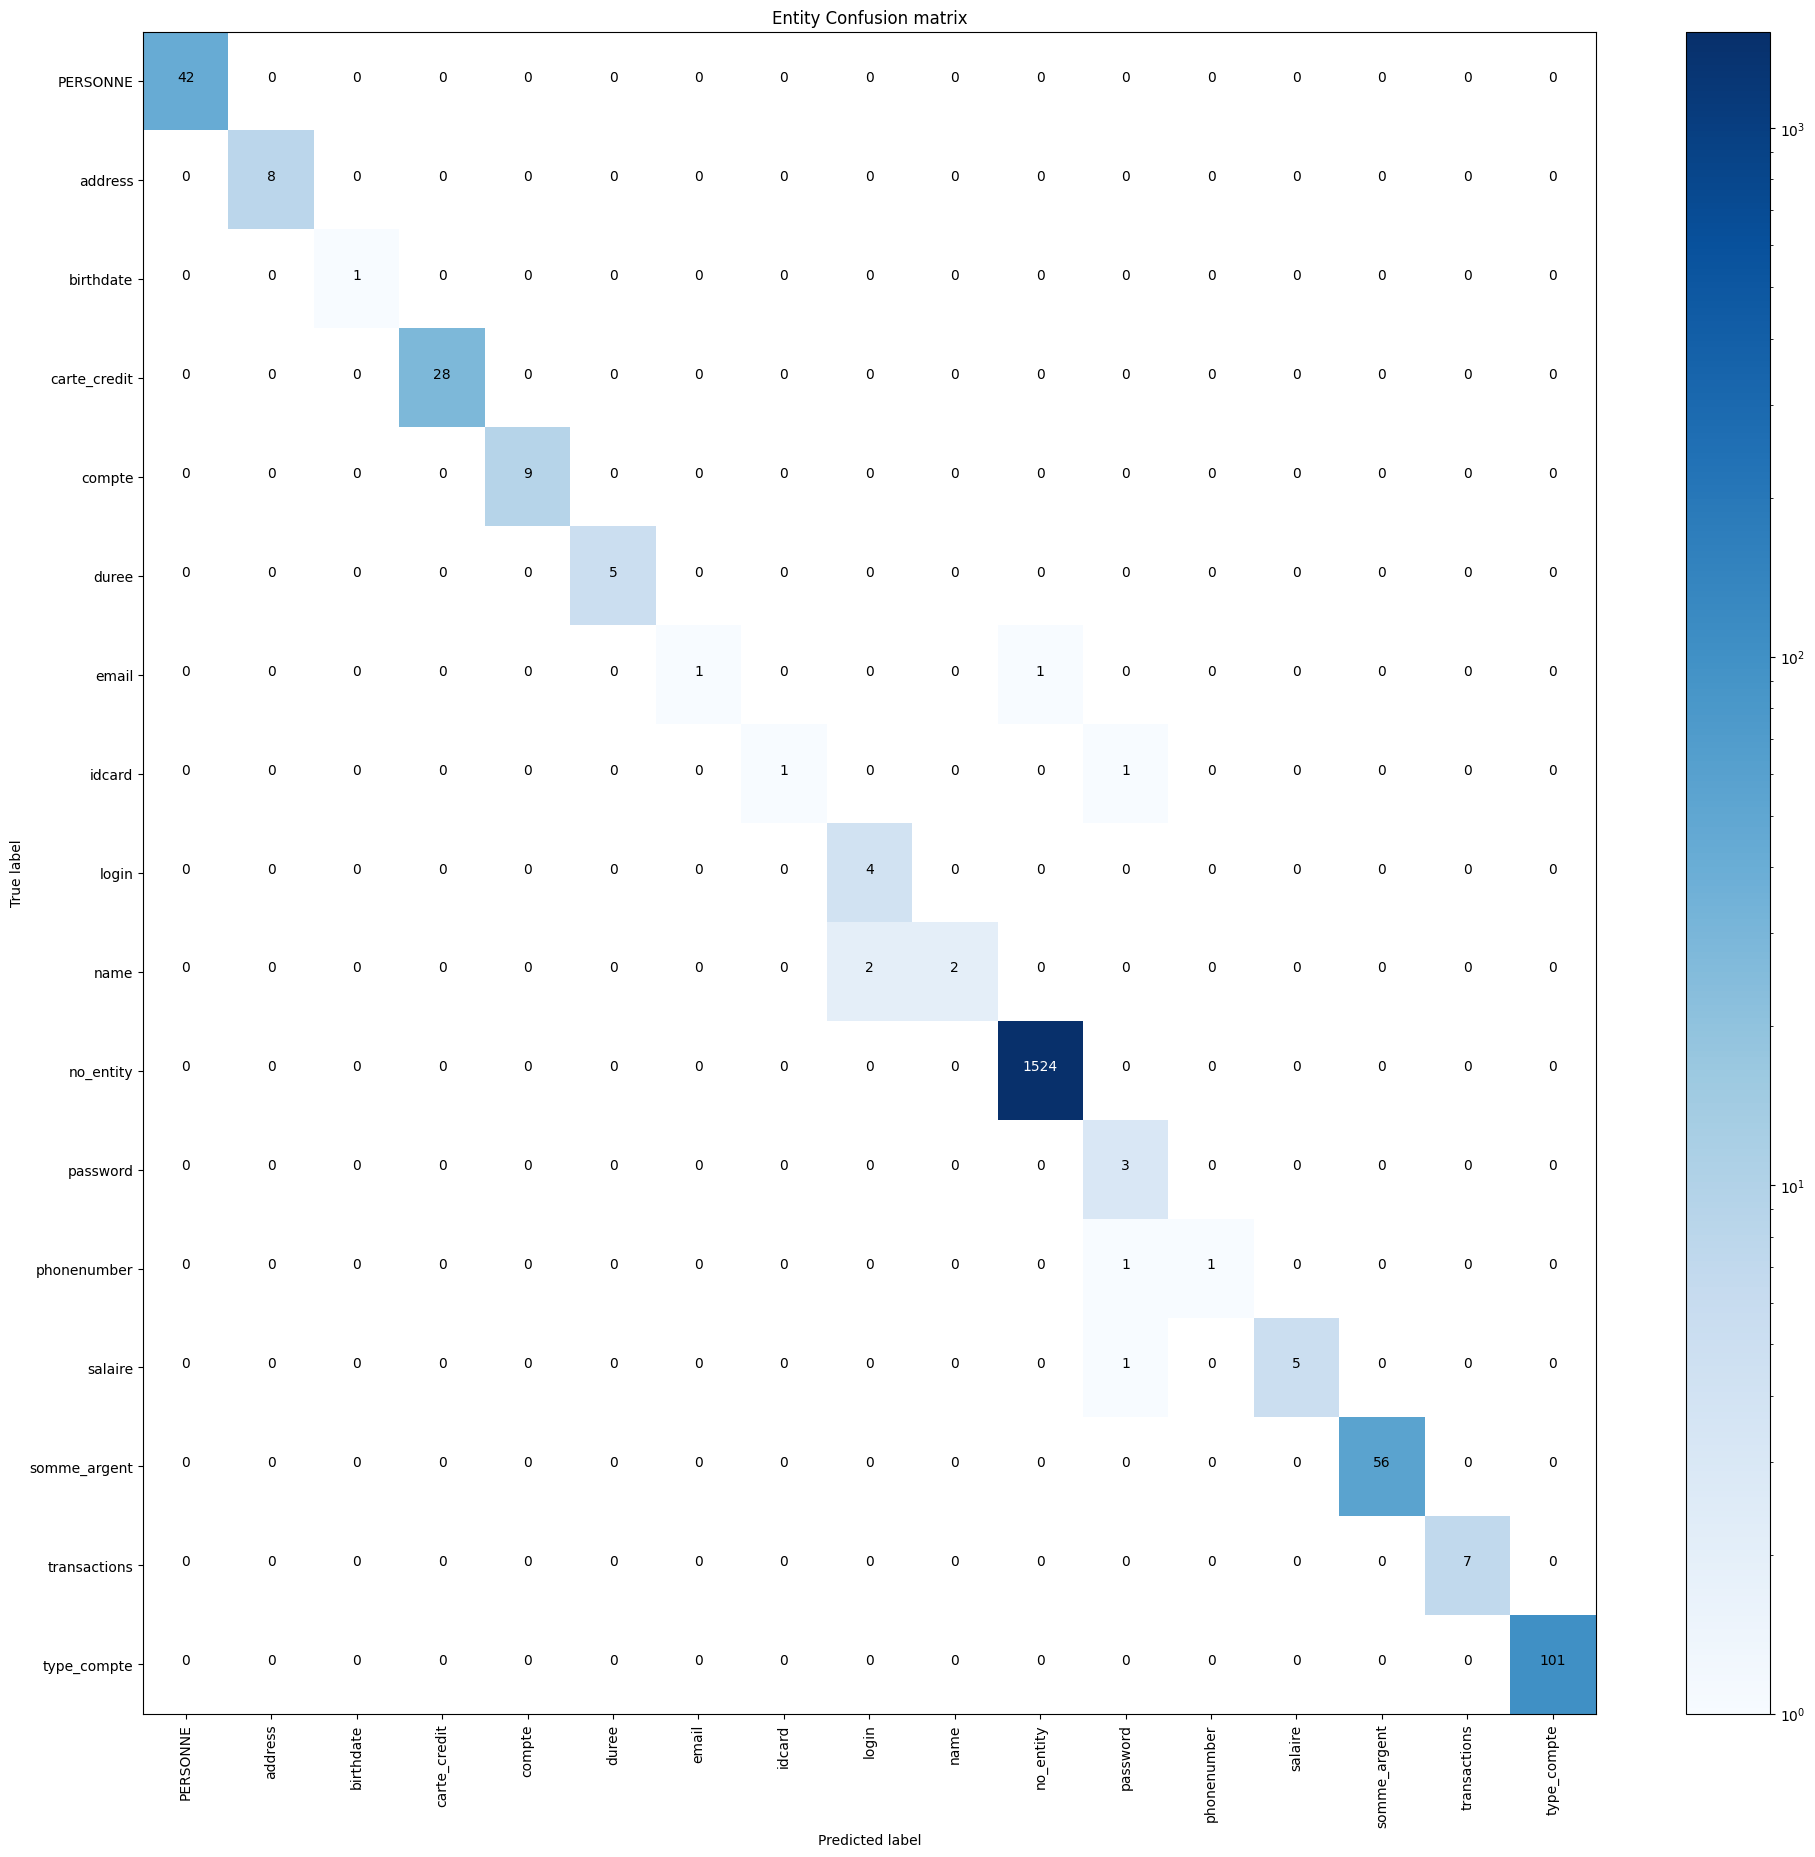 Entity Confusion matrix
PERSONNE 42 0 0 0 0 0 0 0 0 0 0 0 0 0 0 0 0
address 0 8 0 0 0 0 0 0 0 0 0 0 0 0 0 0 0
birthdate 0 0 1 0 0 0 0 0 0 0 0 0 0 0 0 0 0
carte_credit 0 0 0 28 0 0 0 0 0 0 0 0 0 0 0 0 0
compte 0 0 0 0 9 0 0 0 0 0 0 0 0 0 0 0 0
duree 0 0 0 0 0 5 0 0 0 0 0 0 0 0 0 0 0
email 0 0 0 0 0 0 1 0 0 0 1 0 0 0 0 0 0
idcard 0 0 0 0 0 0 0 1 0 0 0 1 0 0 0 0 0
login 0 0 0 0 0 0 0 0 4 0 0 0 0 0 0 0 0
name 0 0 0 0 0 0 0 0 2 2 0 0 0 0 0 0 0
no_entity 0 0 0 0 0 0 0 0 0 0 1524 0 0 0 0 0 0
password 0 0 0 0 0 0 0 0 0 0 0 3 0 0 0 0 0
phonenumber 0 0 0 0 0 0 0 0 0 0 0 1 1 0 0 0 0
salaire 0 0 0 0 0 0 0 0 0 0 0 1 0 5 0 0 0
somme_argent 0 0 0 0 0 0 0 0 0 0 0 0 0 0 56 0 0
transactions 0 0 0 0 0 0 0 0 0 0 0 0 0 0 0 7 0
type_compte 0 0 0 0 0 0 0 0 0 0 0 0 0 0 0 0 101
True label
PERSONNE
address
birthdate
carte_credit
compte
duree
email
idcard
login
name
no_entity
password
phonenumber
salaire
somme_argent
transactions
type_compte
Predicted label
10³
10²
10¹
10⁰